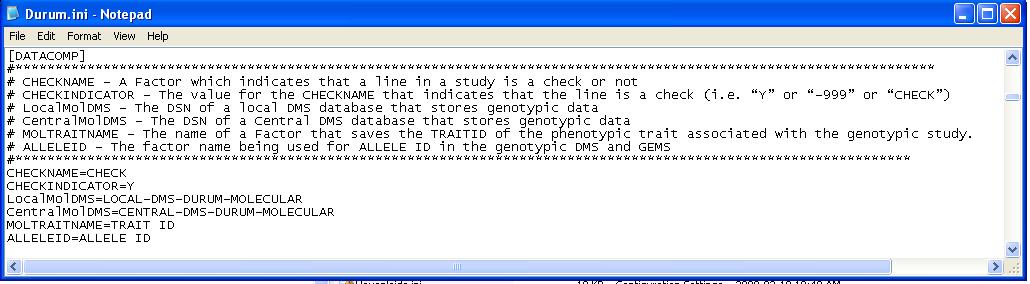 Durum.ini - Notepad
File Edit Format View Help
[DATACOMP]
#*****************************************************************************************************************
# CHECKNAME – A Factor which indicates that a line in a study is a check or not
# CHECKINDICATOR – The value for the CHECKNAME that indicates that the line is a check (i.e. “Y” or “-999” or “CHECK”)
# LocalMolDMS – The DSN of a local DMS database that stores genotypic data
# CentralMolDMS – The DSN of a Central DMS database that stores genotypic data
# MOLTRAITNAME – The name of a Factor that saves the TRAITID of the phenotypic trait associated with the genotypic study.
# ALLELEID – The factor name being used for ALLELE ID in the genotypic DMS and GEMS
#**************************************************************************************************************
CHECKNAME=CHECK
CHECKINDICATOR=Y
LocalMolDMS=LOCAL-DMS-DURUM-MOLECULAR
CentralMolDMS=CENTRAL-DMS-DURUM-MOLECULAR
MOLTRAITNAME=TRAIT ID
ALLELEID=ALLELE ID